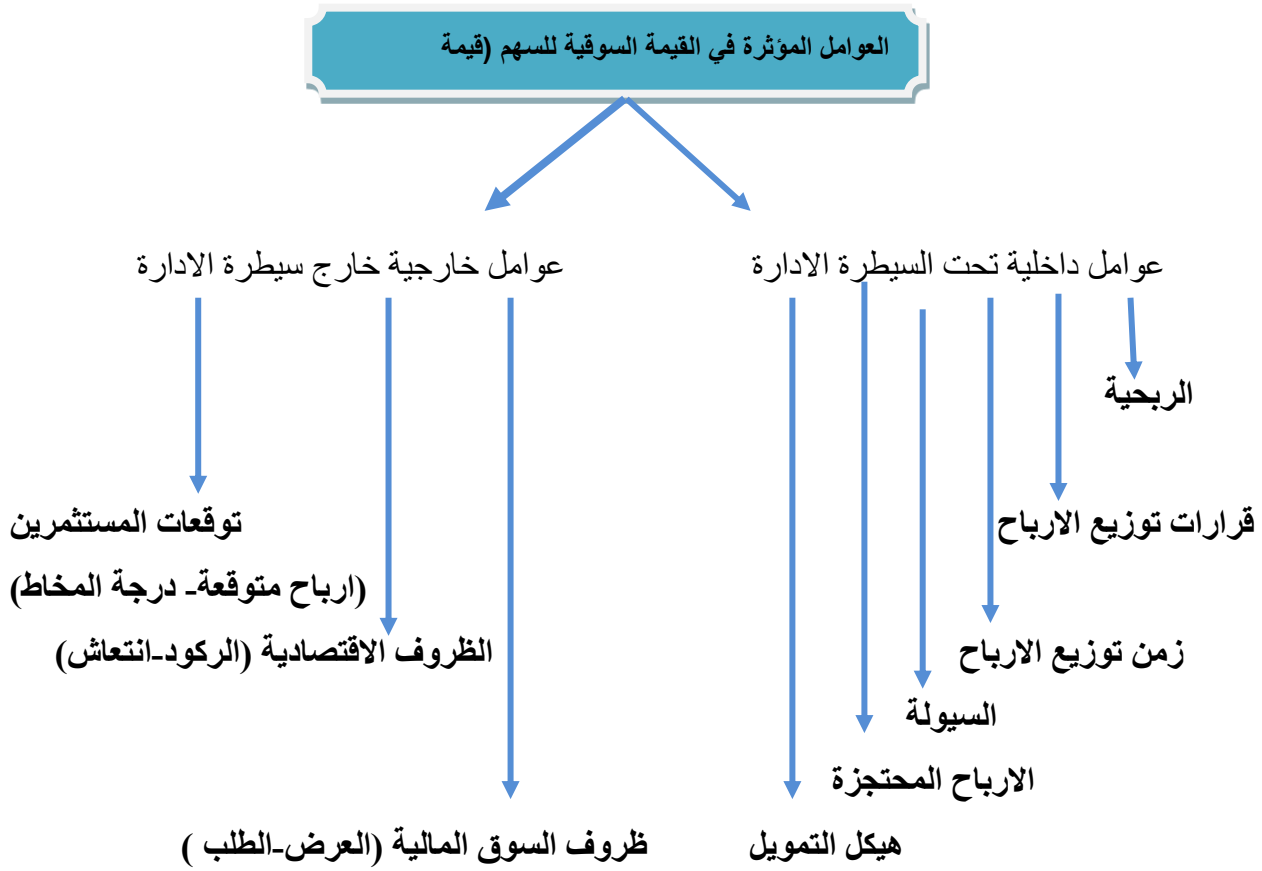 العوامل المؤثرة في القيمة السوقية للسهم (قيمة
عوامل داخلية تحت السيطرة الادارة
عوامل خارجية خارج سيطرة الادارة
الربحية
قرارات توزيع الارباح
زمن توزيع الارباح
السيولة
الارباح المحتجزة
هيكل التمويل
توقعات المستثمرين
(ارباح متوقعة- درجة المخاط)
الظروف الاقتصادية (الركود-انتعاش)
ظروف السوق المالية (العرض-الطلب )